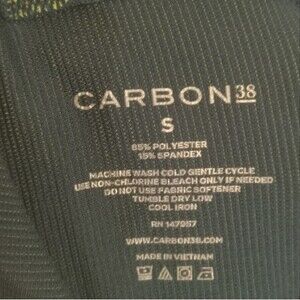 CARBON38
S
85% POLYESTER
15% SPANDEX
MACHINE WASH COLD GENTLE CYCLE
USE NON-CHLORINE BLEACH ONLY IF NEEDED
DO NOT USE FABRIC SOFTENER
TUMBLE DRY LOW
COOL IRON
RN 147957
WWW.CARBON38.COM
MADE IN VIETNAM